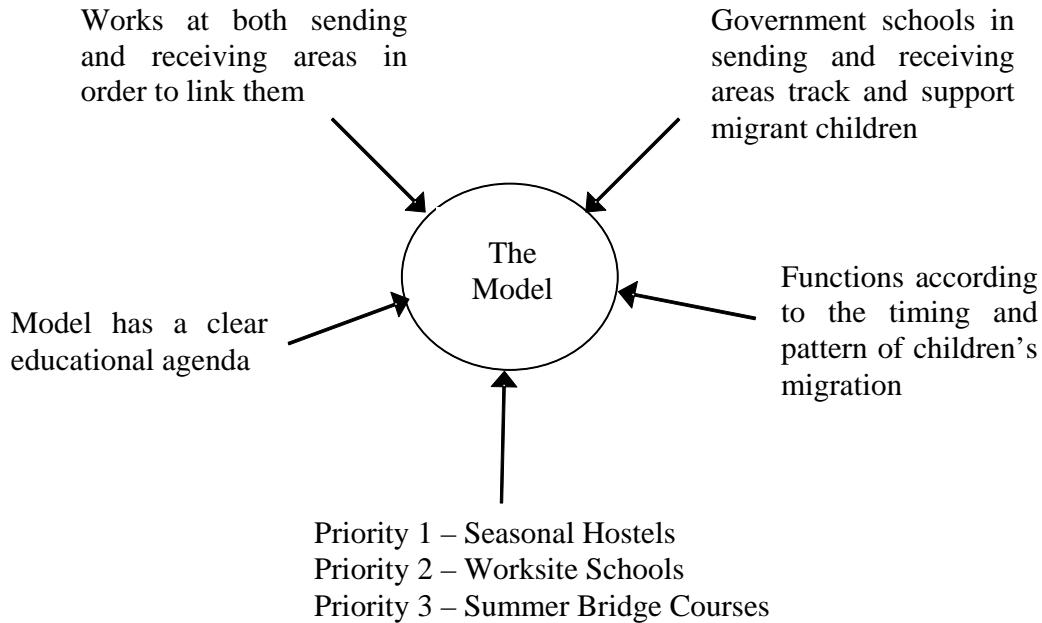 Works at both sending
and receiving areas in
order to link them
Government schools in
sending and receiving
areas track and support
migrant children
The
Model
Model has a clear
educational agenda
Functions according
to the timing and
pattern of children’s
migration
Priority 1 – Seasonal Hostels
Priority 2 – Worksite Schools
Priority 3 – Summer Bridge Courses